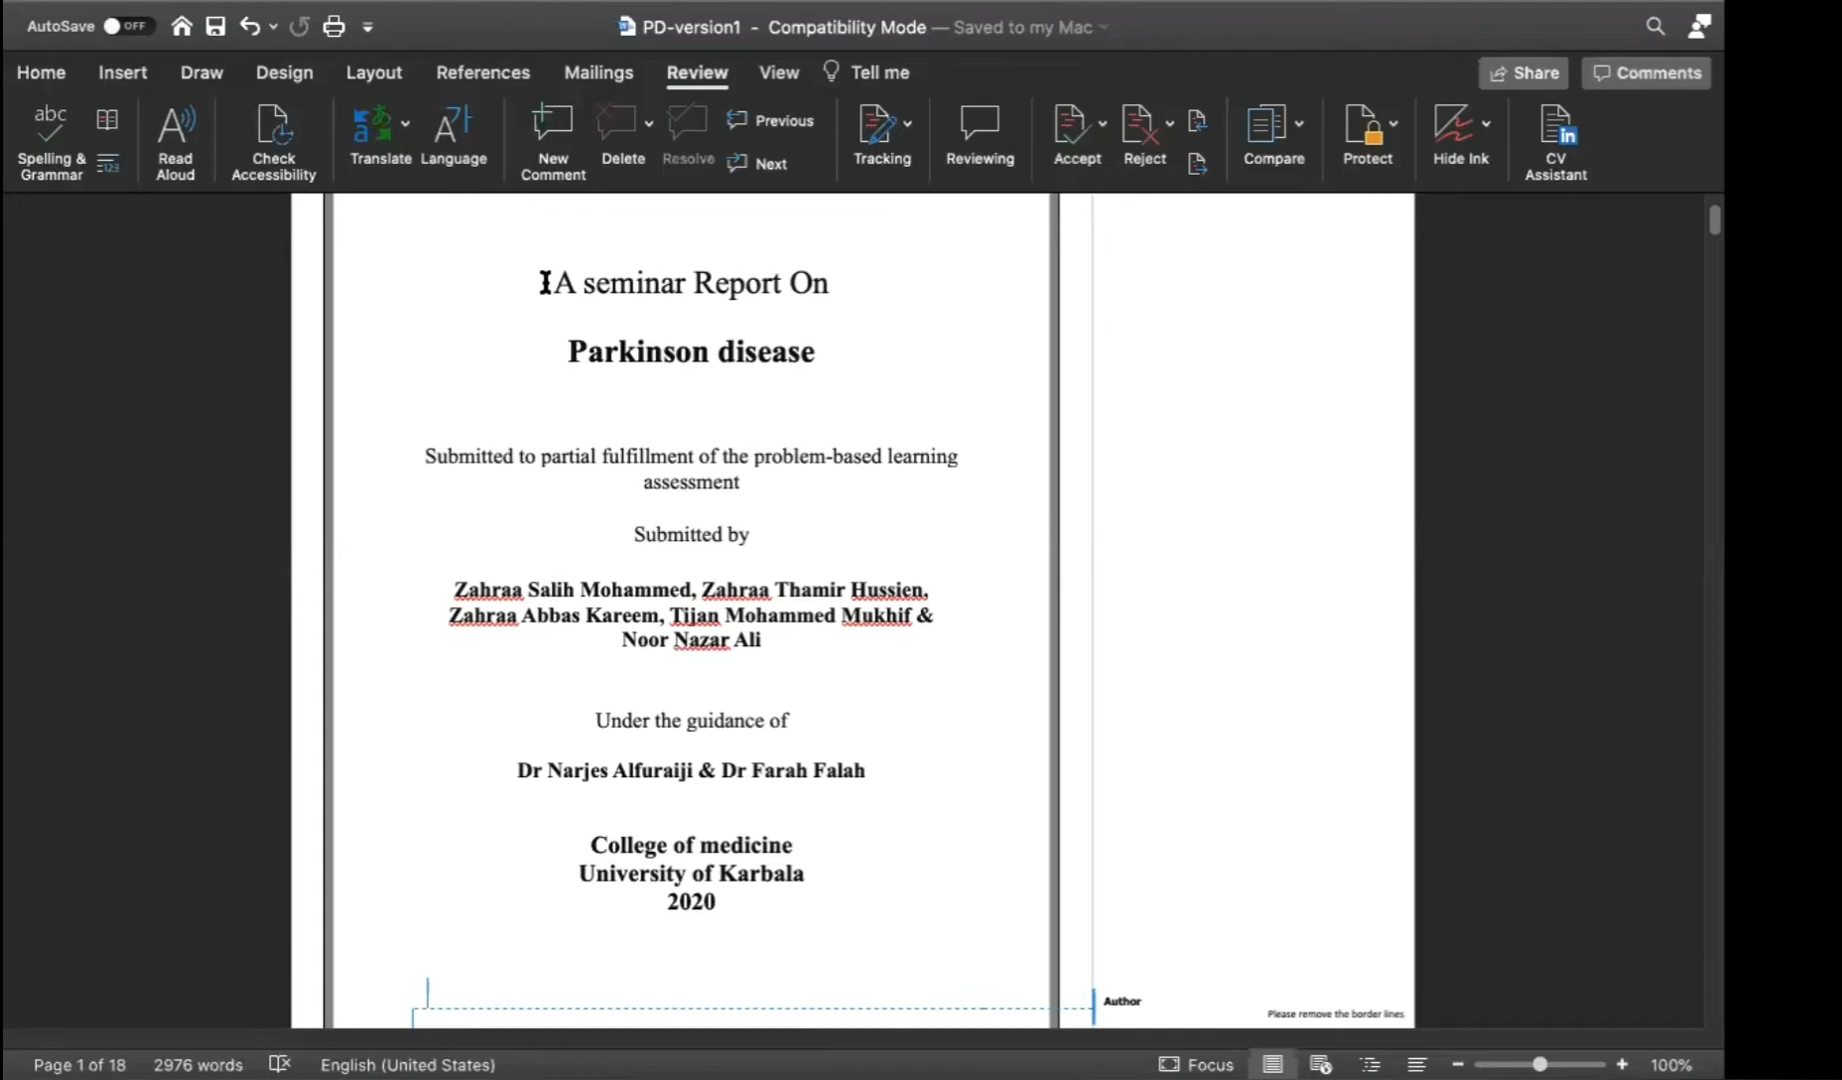 AutoSave OFF
PD-version1 - Compatibility Mode — Saved to my Mac
Home Insert Draw Design Layout References Mailings Review View Tell me Share Comments
abc
Spelling & Grammar
123
Read Aloud
Check Accessibility
Translate
Language
New Comment
Delete
Resolve
Previous
Next
Tracking
Reviewing
Accept
Reject
Compare
Protect
Hide Ink
CV Assistant
A seminar Report On
Parkinson disease
Submitted to partial fulfillment of the problem-based learning
assessment
Submitted by
Zahraa Salih Mohammed, Zahraa Thamir Hussien,
Zahraa Abbas Kareem, Tijan Mohammed Mukhif &
Noor Nazar Ali
Under the guidance of
Dr Narjes Alfuraiji & Dr Farah Falah
College of medicine
University of Karbala
2020
Author
Please remove the border lines
Page 1 of 18 2976 words English (United States) Focus 100%